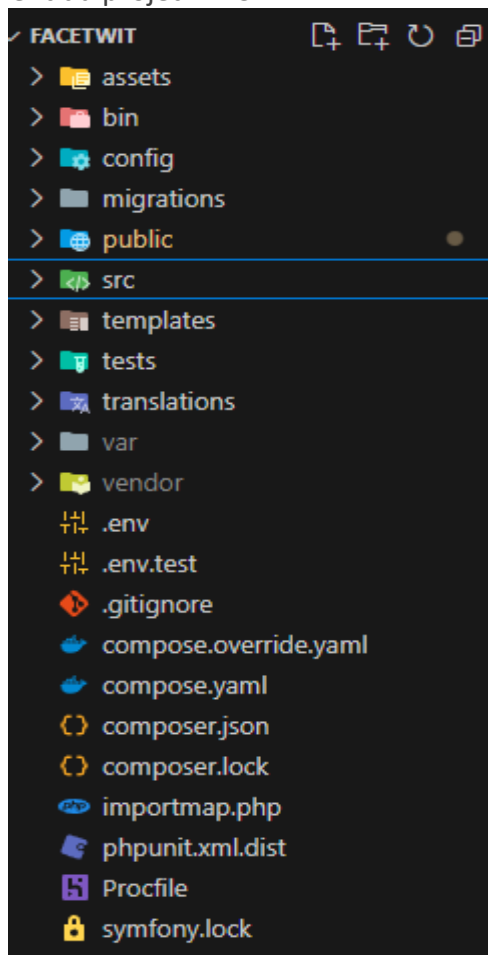 FACETWIT
assets
bin
config
migrations
public
src
templates
tests
translations
var
vendor
.env
.env.test
.gitignore
compose.override.yaml
compose.yaml
composer.json
composer.lock
importmap.php
phpunit.xml.dist
Procfile
symfony.lock